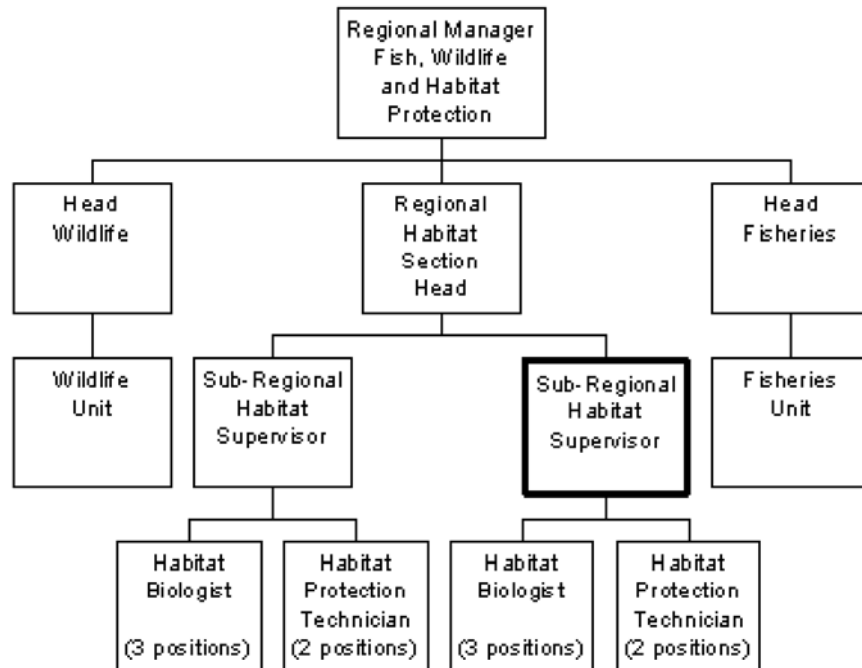 Regional Manager
Fish, Wildlife
and Habitat
Protection
Head
Wildlife
Regional
Habitat
Section
Head
Head
Fisheries
Wildlife
Unit
Sub-Regional
Habitat
Supervisor
Sub-Regional
Habitat
Supervisor
Fisheries
Unit
Habitat
Biologist
(3 positions)
Habitat
Protection
Technician
(2 positions)
Habitat
Biologist
(3 positions)
Habitat
Protection
Technician
(2 positions)